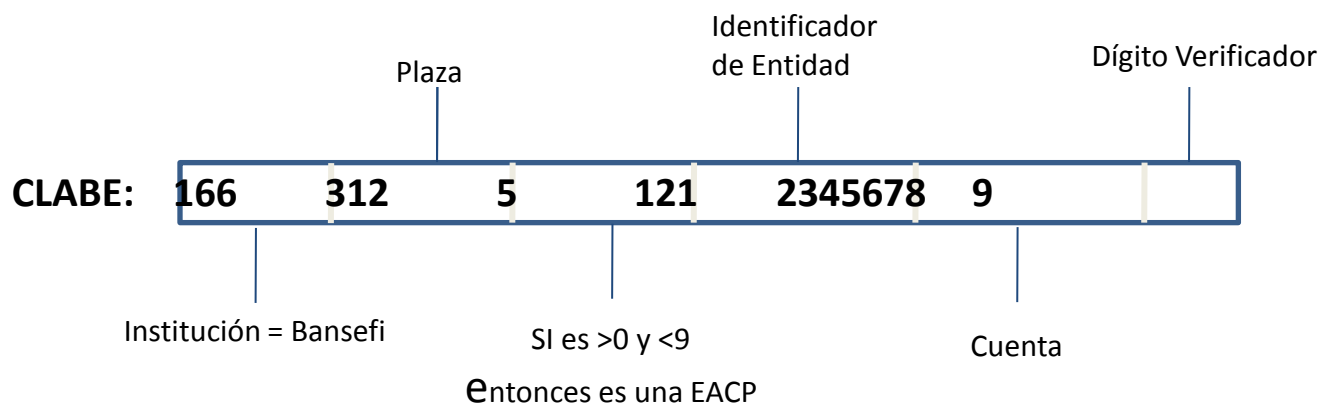 Identificador
de Entidad
Dígito Verificador
Plaza
CLABE: 166 312 5 121 2345678 9
Institución = Bansefi
SI es >0 y <9
entonces es una EACP
Cuenta